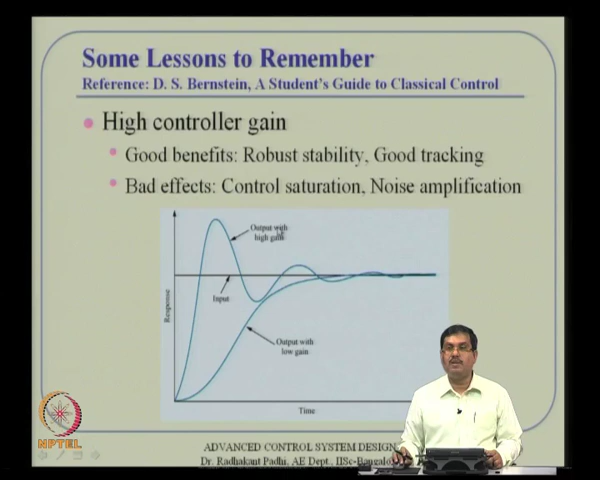 Some Lessons to Remember
Reference: D. S. Bernstein, A Student's Guide to Classical Control
High controller gain
Good benefits: Robust stability, Good tracking
Bad effects: Control saturation, Noise amplification
Output with
high gain
Input
Response
Output with
low gain
Time
NPTEL
ADVANCED CONTROL SYSTEM DESIGN
Dr. Radhakant Padhi, AE Dept., IISc-Bangalo